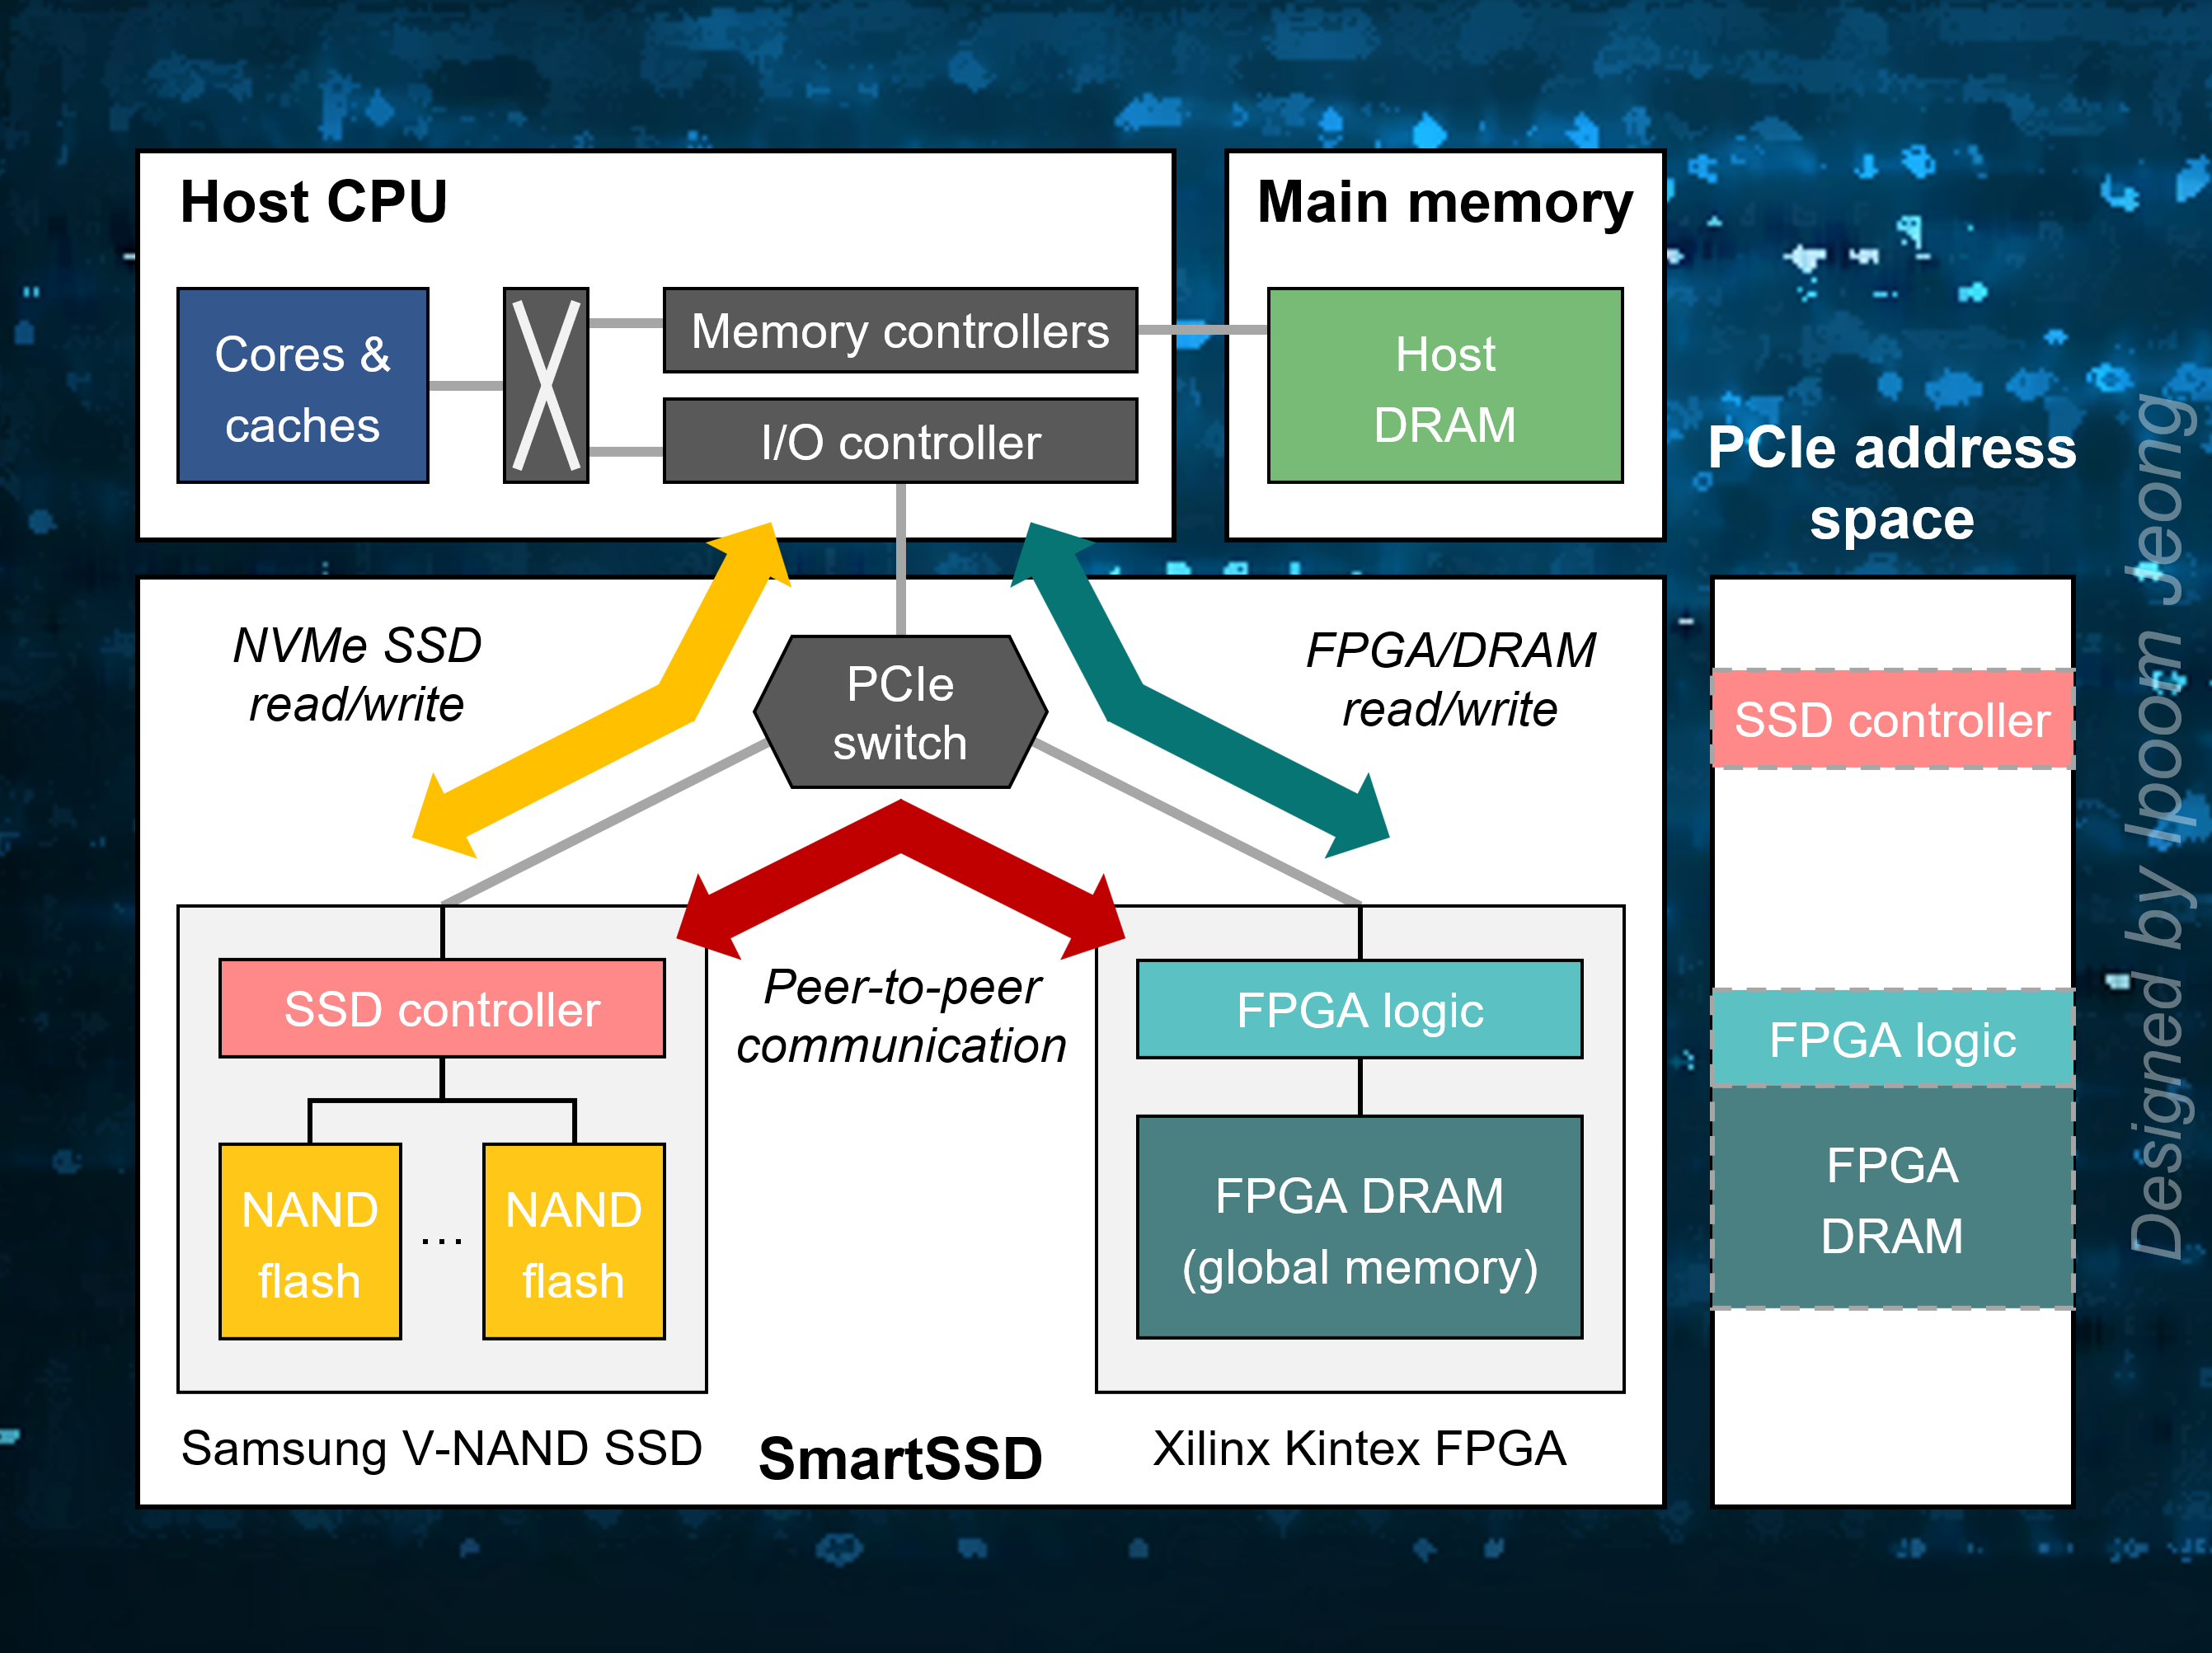 Host CPU
Cores &
caches
Memory controllers
I/O controller
Main memory
Host
DRAM
NVMe SSD
read/write
PCIe
switch
FPGA/DRAM
read/write
Peer-to-peer
communication
SSD controller
NAND
flash
...
NAND
flash
Samsung V-NAND SSD
SmartSSD
FPGA logic
FPGA DRAM
(global memory)
Xilinx Kintex FPGA
PCIe address
space
SSD controller
FPGA logic
FPGA
DRAM
Designed by Ipoom Jeong